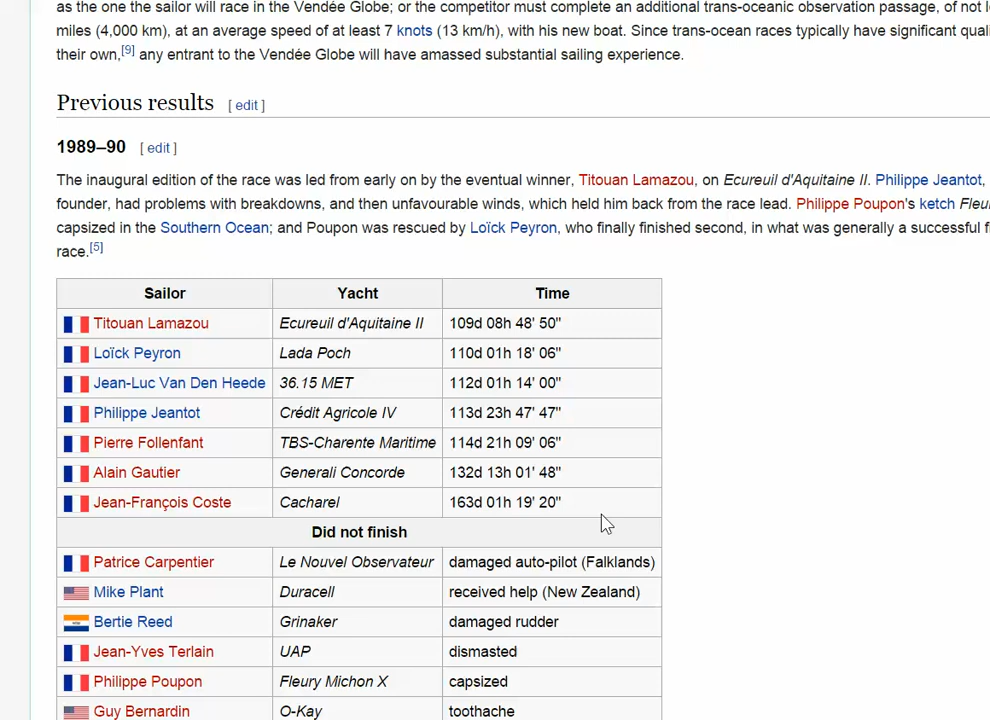 as the one the sailor will race in the Vendée Globe; or the competitor must complete an additional trans-oceanic observation passage, of not
miles (4,000 km), at an average speed of at least 7 knots (13 km/h), with his new boat. Since trans-ocean races typically have significant
their own,[9] any entrant to the Vendée Globe will have amassed substantial sailing experience.
Previous results [ edit ]
1989–90 [ edit ]
The inaugural edition of the race was led from early on by the eventual winner, Titouan Lamazou, on Ecureuil d'Aquitaine II. Philippe Jeantot,
founder, had problems with breakdowns, and then unfavourable winds, which held him back from the race lead. Philippe Poupon's ketch
capsized in the Southern Ocean; and Poupon was rescued by Loïck Peyron, who finally finished second, in what was generally a successful
race.[5]
Sailor Yacht Time
Titouan Lamazou Ecureuil d'Aquitaine II 109d 08h 48' 50"
Loïck Peyron Lada Poch 110d 01h 18' 06"
Jean-Luc Van Den Heede 36.15 MET 112d 01h 14' 00"
Philippe Jeantot Crédit Agricole IV 113d 23h 47' 47"
Pierre Follenfant TBS-Charente Maritime 114d 21h 09' 06"
Alain Gautier Generali Concorde 132d 13h 01' 48"
Jean-François Coste Cacharel 163d 01h 19' 20"
Did not finish
Patrice Carpentier Le Nouvel Observateur damaged auto-pilot (Falklands)
Mike Plant Duracell received help (New Zealand)
Bertie Reed Grinaker damaged rudder
Jean-Yves Terlain UAP dismasted
Philippe Poupon Fleury Michon X capsized
Guy Bernardin O-Kay toothache